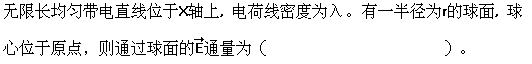 无限长均匀带电直线位于X轴上，电荷线密度为λ。有一半径为r的球面，球
心位于原点，则通过球面的E⃗通量为（　　　　　　　　）。